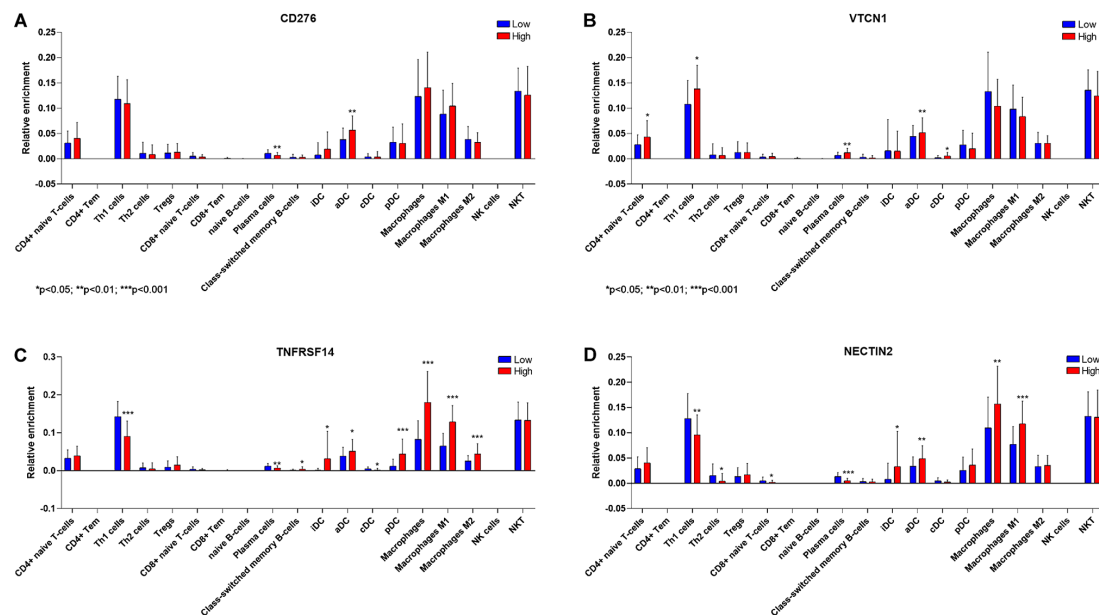 A
CD276
Low
High
Relative enrichment
0.25
0.20
0.15
0.10
0.05
0.00
-0.05
** **
CD4+ naive T-cells
CD4+ Tem
Th1 cells
Th2 cells
Tregs
CD8+ naive T-cells
CD8+ Tem
naive B-cells
Plasma cells
Class-switched memory B-cells
iDC
aDC
cDC
pDC
Macrophages
Macrophages M1
Macrophages M2
NK cells
NKT
*p<0.05; **p<0.01; ***p<0.001
B
VTCN1
Low
High
Relative enrichment
0.25
0.20
0.15
0.10
0.05
0.00
-0.05
* * ** ** *
CD4+ naive T-cells
CD4+ Tem
Th1 cells
Th2 cells
Tregs
CD8+ naive T-cells
CD8+ Tem
naive B-cells
Plasma cells
Class-switched memory B-cells
iDC
aDC
cDC
pDC
Macrophages
Macrophages M1
Macrophages M2
NK cells
NKT
*p<0.05; **p<0.01; ***p<0.001
C
TNFRSF14
Low
High
Relative enrichment
0.3
0.2
0.1
0.0
-0.1
*** ** * * * * *** *** *** ***
CD4+ naive T-cells
CD4+ Tem
Th1 cells
Th2 cells
Tregs
CD8+ naive T-cells
CD8+ Tem
naive B-cells
Plasma cells
Class-switched memory B-cells
iDC
aDC
cDC
pDC
Macrophages
Macrophages M1
Macrophages M2
NK cells
NKT
D
NECTIN2
Low
High
Relative enrichment
0.25
0.20
0.15
0.10
0.05
0.00
-0.05
** * * *** * ** ** ***
CD4+ naive T-cells
CD4+ Tem
Th1 cells
Th2 cells
Tregs
CD8+ naive T-cells
CD8+ Tem
naive B-cells
Plasma cells
Class-switched memory B-cells
iDC
aDC
cDC
pDC
Macrophages
Macrophages M1
Macrophages M2
NK cells
NKT